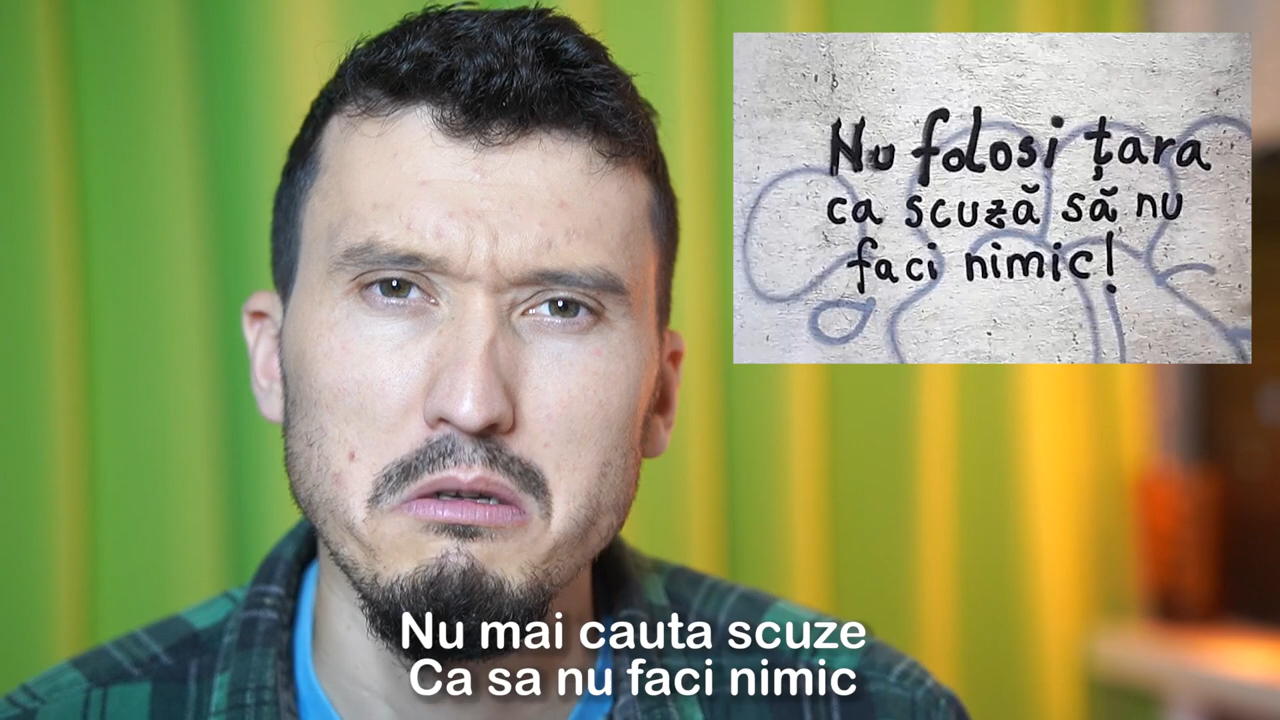 Nu folosi țara
ca scuză să nu
faci nimic!
Nu mai cauta scuze
Ca sa nu faci nimic